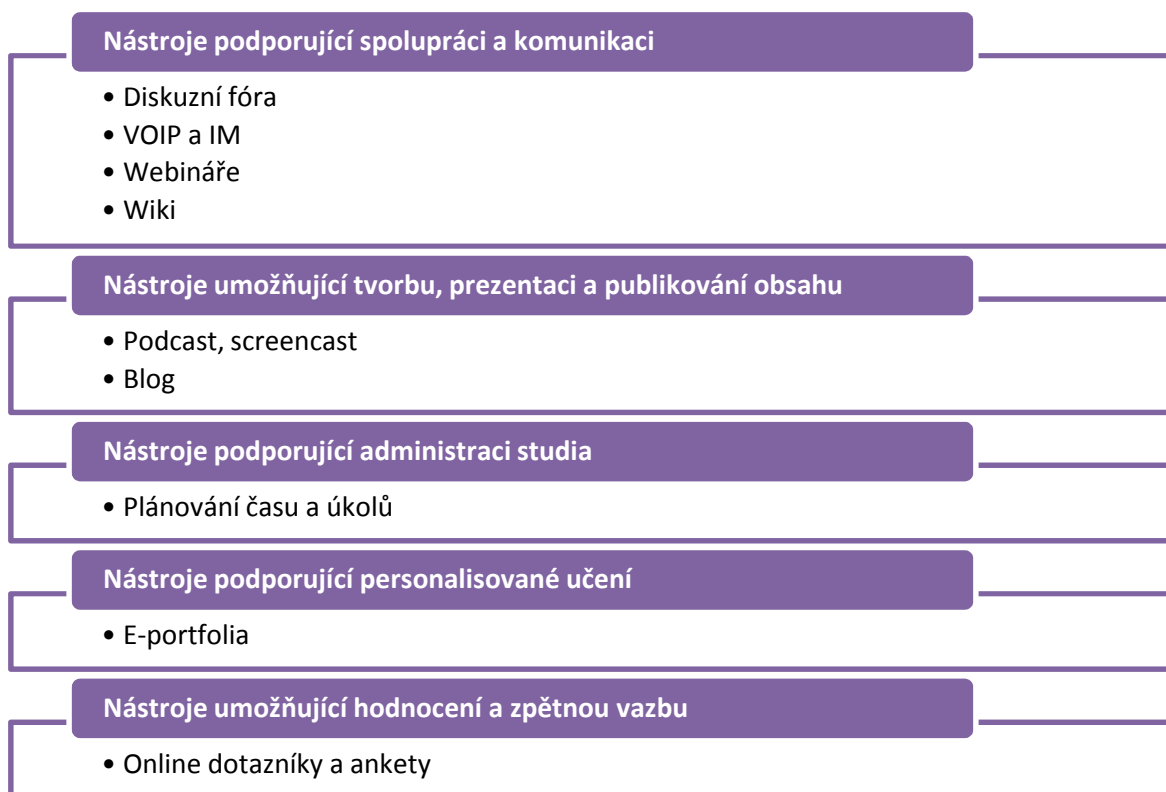 Nástroje podporující spolupráci a komunikaci
• Diskuzní fóra
• VOIP a IM
• Webináře
• Wiki
Nástroje umožňující tvorbu, prezentaci a publikování obsahu
• Podcast, screencast
• Blog
Nástroje podporující administraci studia
• Plánování času a úkolů
Nástroje podporující personalisované učení
• E-portfolia
Nástroje umožňující hodnocení a zpětnou vazbu
• Online dotazníky a ankety